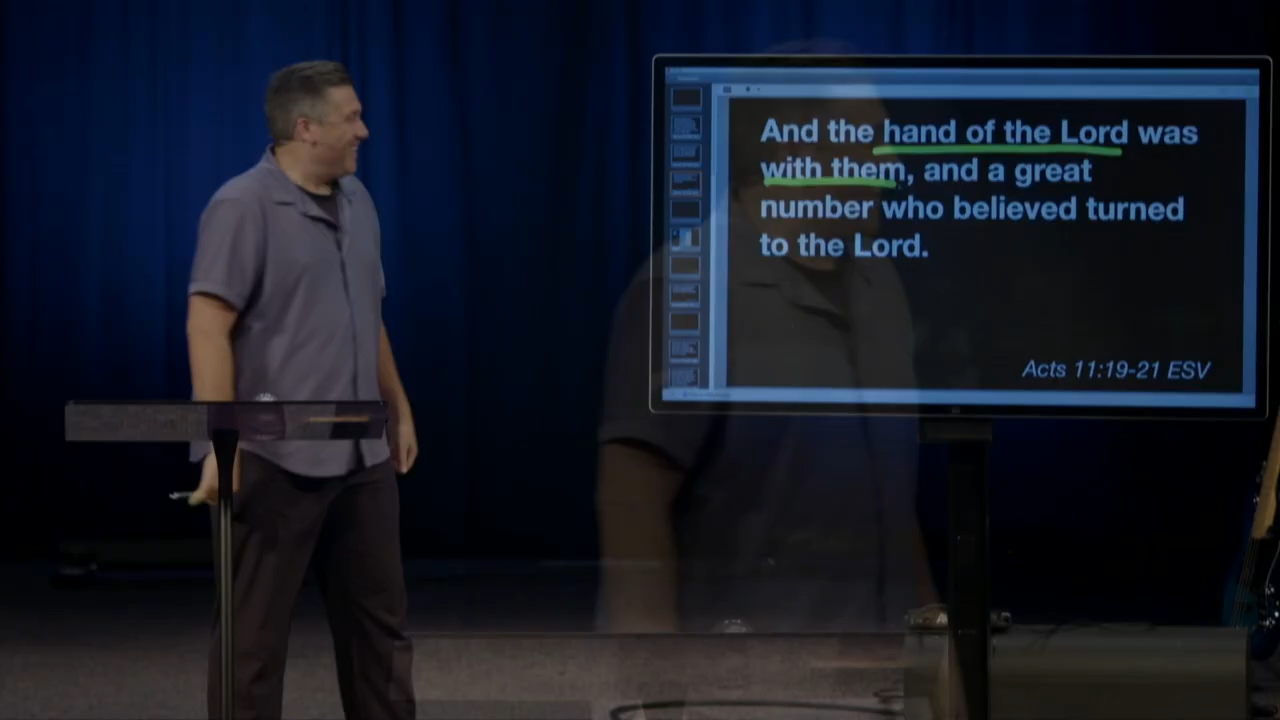 And the hand of the Lord was
with them, and a great
number who believed turned
to the Lord.
Acts 11:19-21 ESV